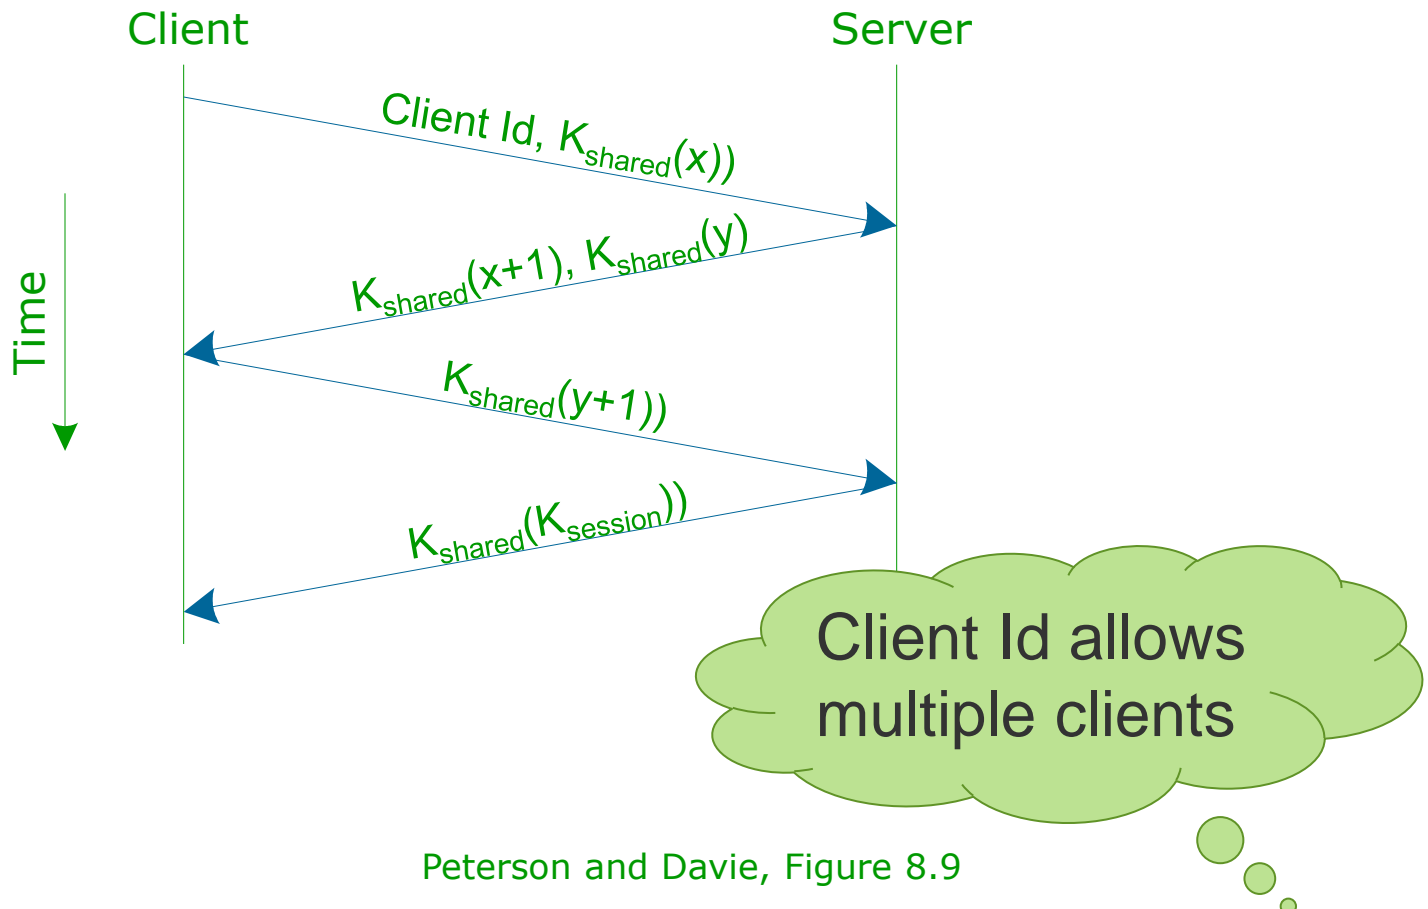 Client
Server
Client Id, Kshared(x))
Kshared(x+1), Kshared(y)
Time
Kshared(y+1))
Kshared(Ksession))
Client Id allows
multiple clients
Peterson and Davie, Figure 8.9